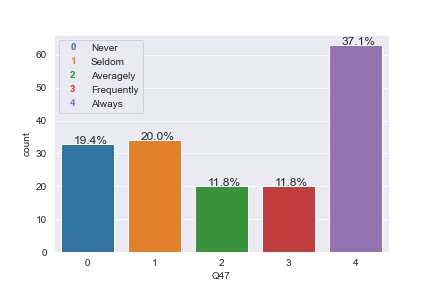 60
50
40
30
20
10
0
count
0 Never
1 Seldom
2 Averagely
3 Frequently
4 Always
19.4%
20.0%
11.8%
11.8%
37.1%
0 1 2 3 4
Q47